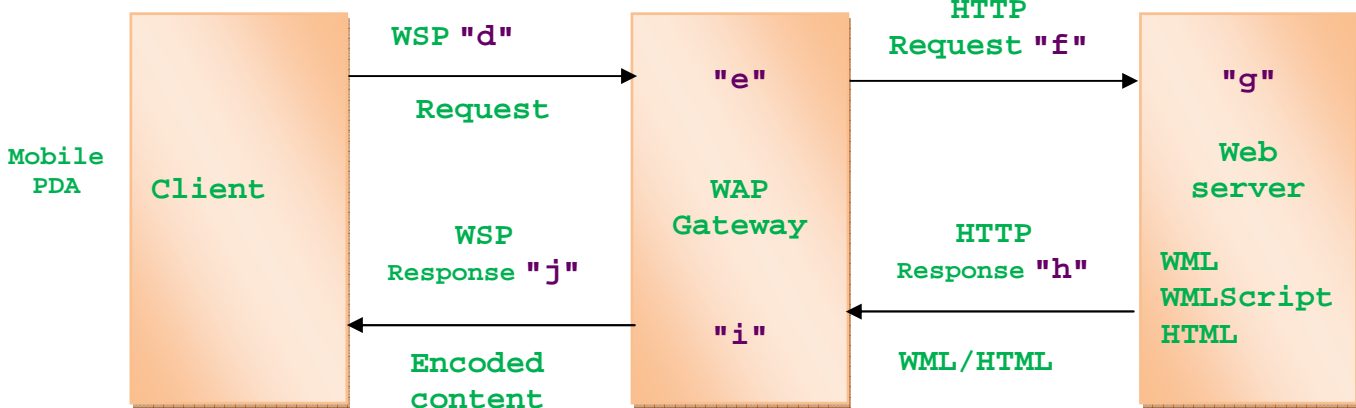 Mobile
PDA
Client
WSP "d"
Request
WSP
Response "j"
Encoded
content
"e"
WAP
Gateway
"i"
HTTP
Request "f"
HTTP
Response "h"
WML/HTML
"g"
Web
server
WML
WMLScript
HTML